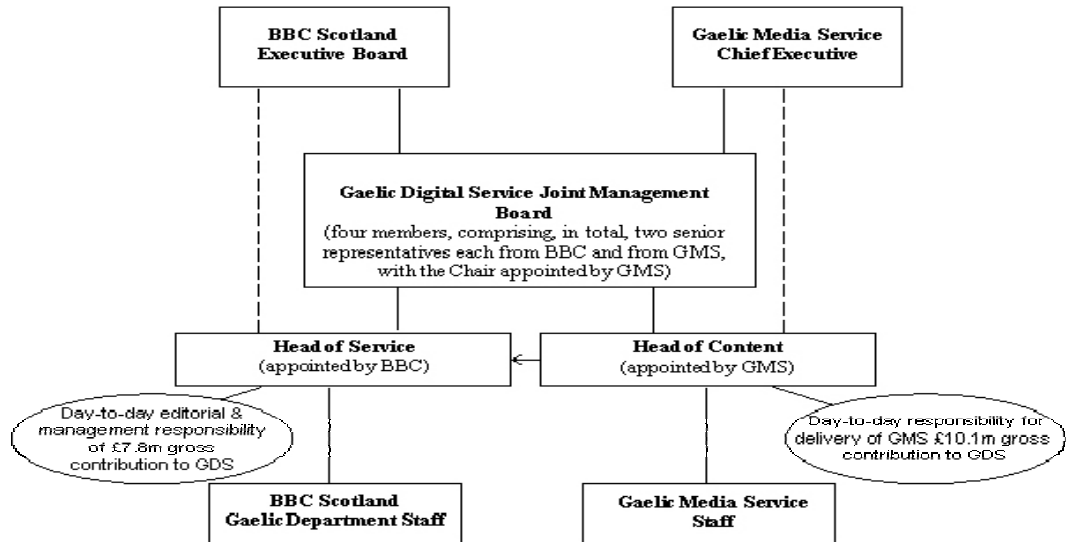 BBC Scotland
Executive Board
Gaelic Media Service
Chief Executive
Gaelic Digital Service Joint Management
Board
(four members, comprising, in total, two senior
representatives each from BBC and from GMS,
with the Chair appointed by GMS)
Head of Service
(appointed by BBC)
Head of Content
(appointed by GMS)
Day-to-day editorial &
management responsibility
of £7.8m gross
contribution to GDS
Day-to-day responsibility for
delivery of GMS £10.1m gross
contribution to GDS
BBC Scotland
Gaelic Department Staff
Gaelic Media Service
Staff